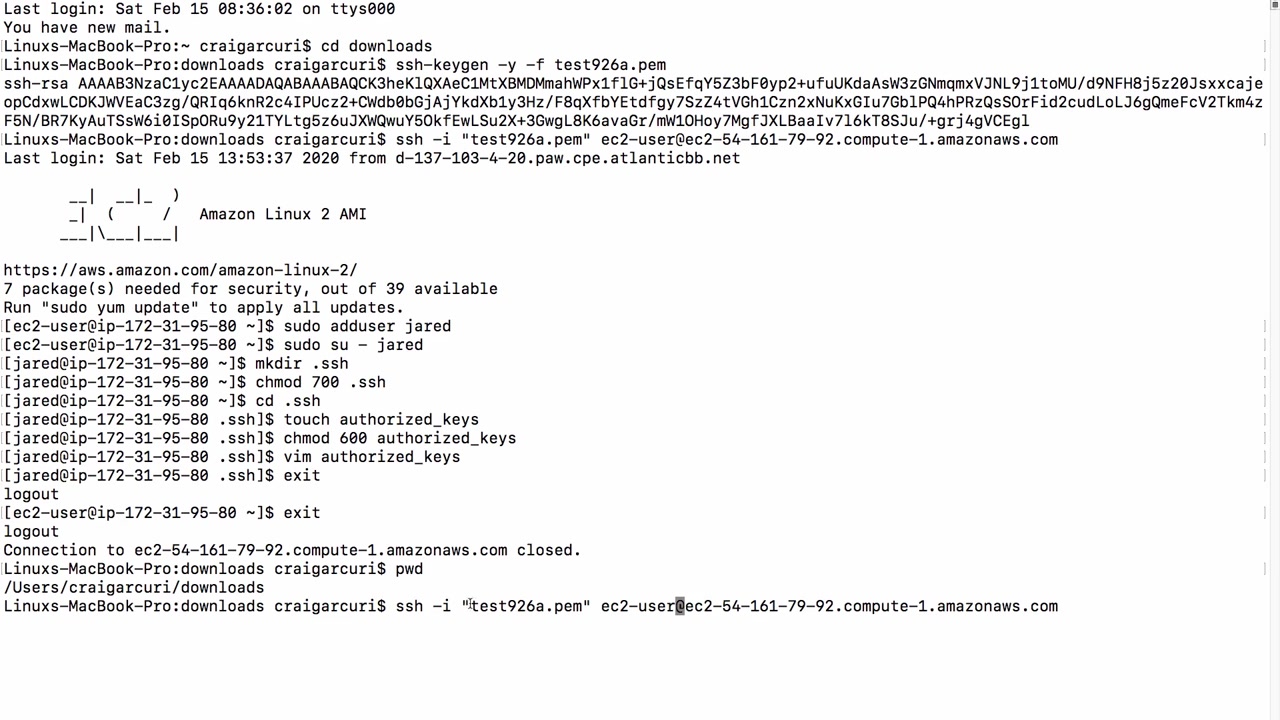 Last login: Sat Feb 15 08:36:02 on ttys000
You have new mail.
Linuxs-MacBook-Pro:~ craigarcuri$ cd downloads
Linuxs-MacBook-Pro:downloads craigarcuri$ ssh-keygen -y -f test926a.pem
ssh-rsa AAAAB3NzaC1yc2EAAAADAQABAAABAQCK3heKlQXAeC1MtXBMDMmahWPx1flG+jQsEfqY5Z3bF0yp2+ufuUKdaAsW3zGNmqmxVJNL9j1toMU/d9NFH8j5z20Jsxxcaje
opCdxwLCDKJWVEaC3zg/QRIq6knR2c4IPUcz2+CWdb0bGjAjYkdXb1y3Hz/F8qXfbYEtdfgy7SzZ4tVGh1Czn2xNuKxGIu7GblPQ4hPRzQsSOrFid2cudLoLJ6gQmeFcV2Tkm4z
F5N/BR7KyAuTSsW6i0ISpORu9y21TYLtg5z6uJXWQwuY5OkfEwLSu2X+3GwgL8K6avaGr/mW1OHoy7MgfJXLBaaIv7l6kT8SJu/+grj4gVCEgl
Linuxs-MacBook-Pro:downloads craigarcuri$ ssh -i "test926a.pem" ec2-user@ec2-54-161-79-92.compute-1.amazonaws.com
Last login: Sat Feb 15 13:53:37 2020 from d-137-103-4-20.paw.cpe.atlanticbb.net
__|  __|_  )
_|  (     /   Amazon Linux 2 AMI
___|\___|___|
https://aws.amazon.com/amazon-linux-2/
7 package(s) needed for security, out of 39 available
Run "sudo yum update" to apply all updates.
[ec2-user@ip-172-31-95-80 ~]$ sudo adduser jared
[ec2-user@ip-172-31-95-80 ~]$ sudo su - jared
[jared@ip-172-31-95-80 ~]$ mkdir .ssh
[jared@ip-172-31-95-80 ~]$ chmod 700 .ssh
[jared@ip-172-31-95-80 ~]$ cd .ssh
[jared@ip-172-31-95-80 .ssh]$ touch authorized_keys
[jared@ip-172-31-95-80 .ssh]$ chmod 600 authorized_keys
[jared@ip-172-31-95-80 .ssh]$ vim authorized_keys
[jared@ip-172-31-95-80 .ssh]$ exit
logout
[ec2-user@ip-172-31-95-80 ~]$ exit
logout
Connection to ec2-54-161-79-92.compute-1.amazonaws.com closed.
Linuxs-MacBook-Pro:downloads craigarcuri$ pwd
/Users/craigarcuri/downloads
Linuxs-MacBook-Pro:downloads craigarcuri$ ssh -i "test926a.pem" ec2-user@ec2-54-161-79-92.compute-1.amazonaws.com